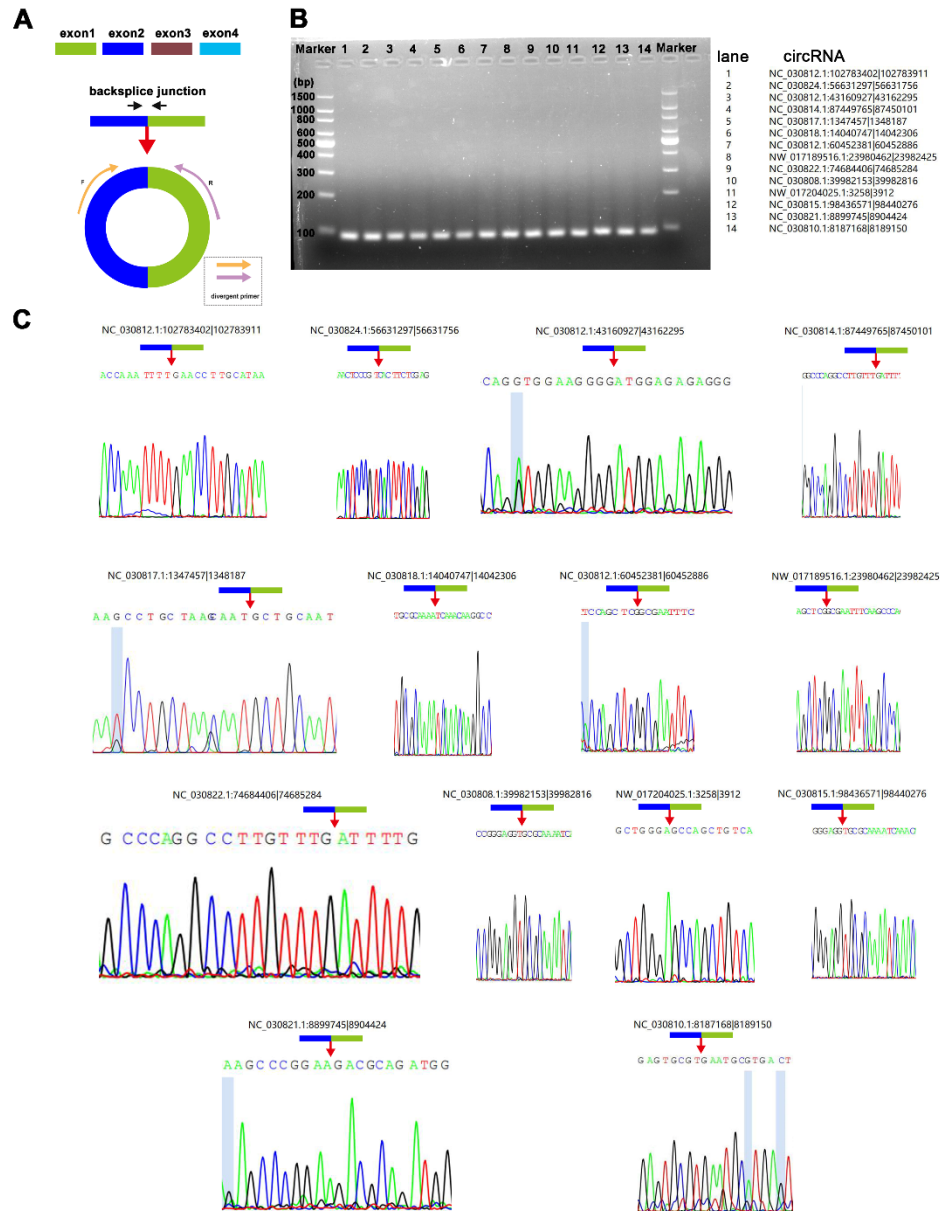 A
exon1 exon2 exon3 exon4
backsplice junction
F
R
divergent primer
B
Marker 1 2 3 4 5 6 7 8 9 10 11 12 13 14 Marker
(bp)
1500
1000
800
600
500
400
300
200
100
lane circRNA
1 NC_030812.1:102783402|102783911
2 NC_030824.1:56631297|56631756
3 NC_030812.1:43160927|43162295
4 NC_030814.1:87449765|87450101
5 NC_030817.1:1347457|1348187
6 NC_030818.1:14040747|14042306
7 NC_030812.1:60452381|60452886
8 NW_017189516.1:23980462|23982425
9 NC_030822.1:74684406|74685284
10 NC_030808.1:39982153|39982816
11 NW_017204025.1:3258|3912
12 NC_030815.1:98436571|98440276
13 NC_030821.1:8899745|8904424
14 NC_030810.1:8187168|8189150
C
NC_030812.1:102783402|102783911
ACCAAATTTTGAACCTTGCATAA
NC_030824.1:56631297|56631756
AACTCCCGTCACTTCTCGAG
NC_030812.1:43160927|43162295
CAGGTGGAAGGGGATGGAGAGAGGG
NC_030814.1:87449765|87450101
GGCCCAGGCCTTGTTTGATTTT
NC_030817.1:1347457|1348187
AAGCCTGCTAAGCAATGCTGCAAT
NC_030818.1:14040747|14042306
TGCGCAAAATCAAACAAGGCC
NC_030812.1:60452381|60452886
TCCAGCTCGGCGAATTTC
NW_017189516.1:23980462|23982425
AGCTCGGCGAATTTCAAGCCCA
NC_030822.1:74684406|74685284
GCCCAGGCCTTGTTTGATTTTG
NC_030808.1:39982153|39982816
CCGGGAGGTGCGCAAAATC
NW_017204025.1:3258|3912
GCTGGGAGCCAGCTGTCA
NC_030815.1:98436571|98440276
GGGAGGTGCGCAAAATCAAAC
NC_030821.1:8899745|8904424
AAGCCCGGAAGACGCAGATGG
NC_030810.1:8187168|8189150
GAGTGCGTGAATGCGTGACT